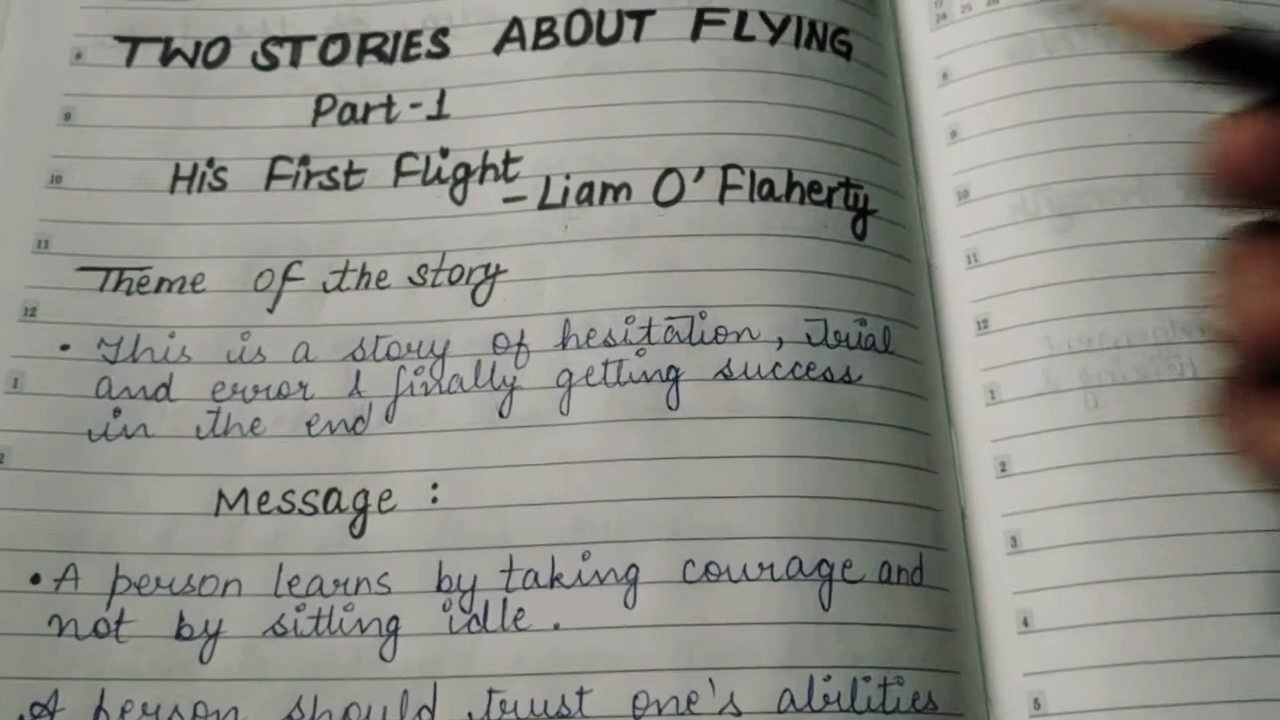 TWO STORIES ABOUT FLYING
Part-1
His First Flight
- Liam O' Flaherty
Theme of the story
• This is a story of hesitation, Trial
and error & finally getting success
in the end
Message :
• A person learns by taking courage and
not by sitting idle.
• A person should trust one's abilities